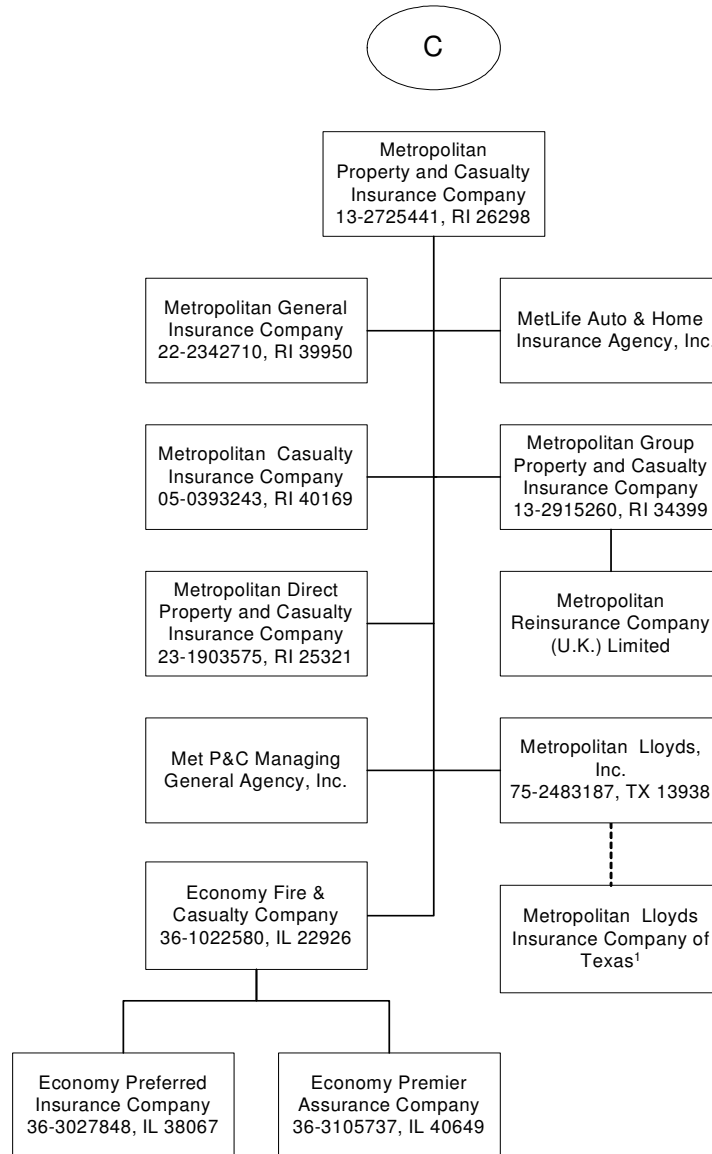 C
Metropolitan
Property and Casualty
Insurance Company
13-2725441, RI 26298
Metropolitan General
Insurance Company
22-2342710, RI 39950
MetLife Auto & Home
Insurance Agency, Inc.
Metropolitan Casualty
Insurance Company
05-0393243, RI 40169
Metropolitan Group
Property and Casualty
Insurance Company
13-2915260, RI 34399
Metropolitan Direct
Property and Casualty
Insurance Company
23-1903575, RI 25321
Metropolitan
Reinsurance Company
(U.K.) Limited
Met P&C Managing
General Agency, Inc.
Metropolitan Lloyds,
Inc.
75-2483187, TX 13938
Economy Fire &
Casualty Company
36-1022580, IL 22926
Metropolitan Lloyds
Insurance Company of
Texas¹
Economy Preferred
Insurance Company
36-3027848, IL 38067
Economy Premier
Assurance Company
36-3105737, IL 40649